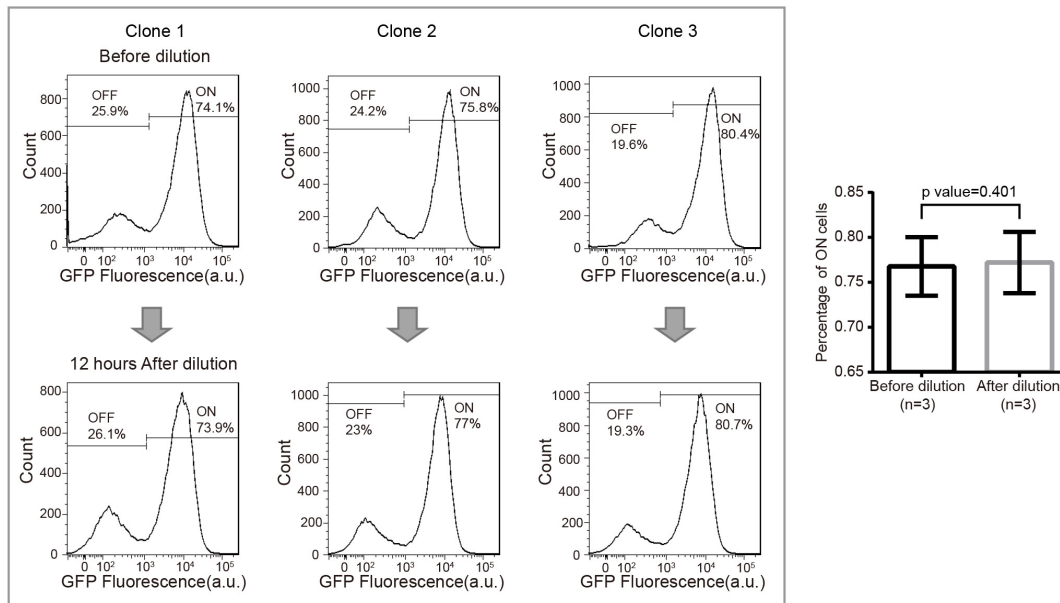 Clone 1
Clone 2
Clone 3
Before dilution
Count
800
600
400
200
0
OFF
25.9%
ON
74.1%
0 10² 10³ 10⁴ 10⁵
GFP Fluorescence(a.u.)
Count
1000
800
600
400
200
0
OFF
24.2%
ON
75.8%
0 10² 10³ 10⁴ 10⁵
GFP Fluorescence(a.u.)
Count
1000
800
600
400
200
0
OFF
19.6%
ON
80.4%
0 10² 10³ 10⁴ 10⁵
GFP Fluorescence(a.u.)
12 hours After dilution
Count
800
600
400
200
0
OFF
26.1%
ON
73.9%
0 10² 10³ 10⁴ 10⁵
GFP Fluorescence(a.u.)
Count
1000
800
600
400
200
0
OFF
23%
ON
77%
0 10² 10³ 10⁴ 10⁵
GFP Fluorescence(a.u.)
Count
1000
800
600
400
200
0
OFF
19.3%
ON
80.7%
0 10² 10³ 10⁴ 10⁵
GFP Fluorescence(a.u.)
Percentage of ON cells
0.85
0.80
0.75
0.70
0.65
p value=0.401
Before dilution After dilution
(n=3) (n=3)